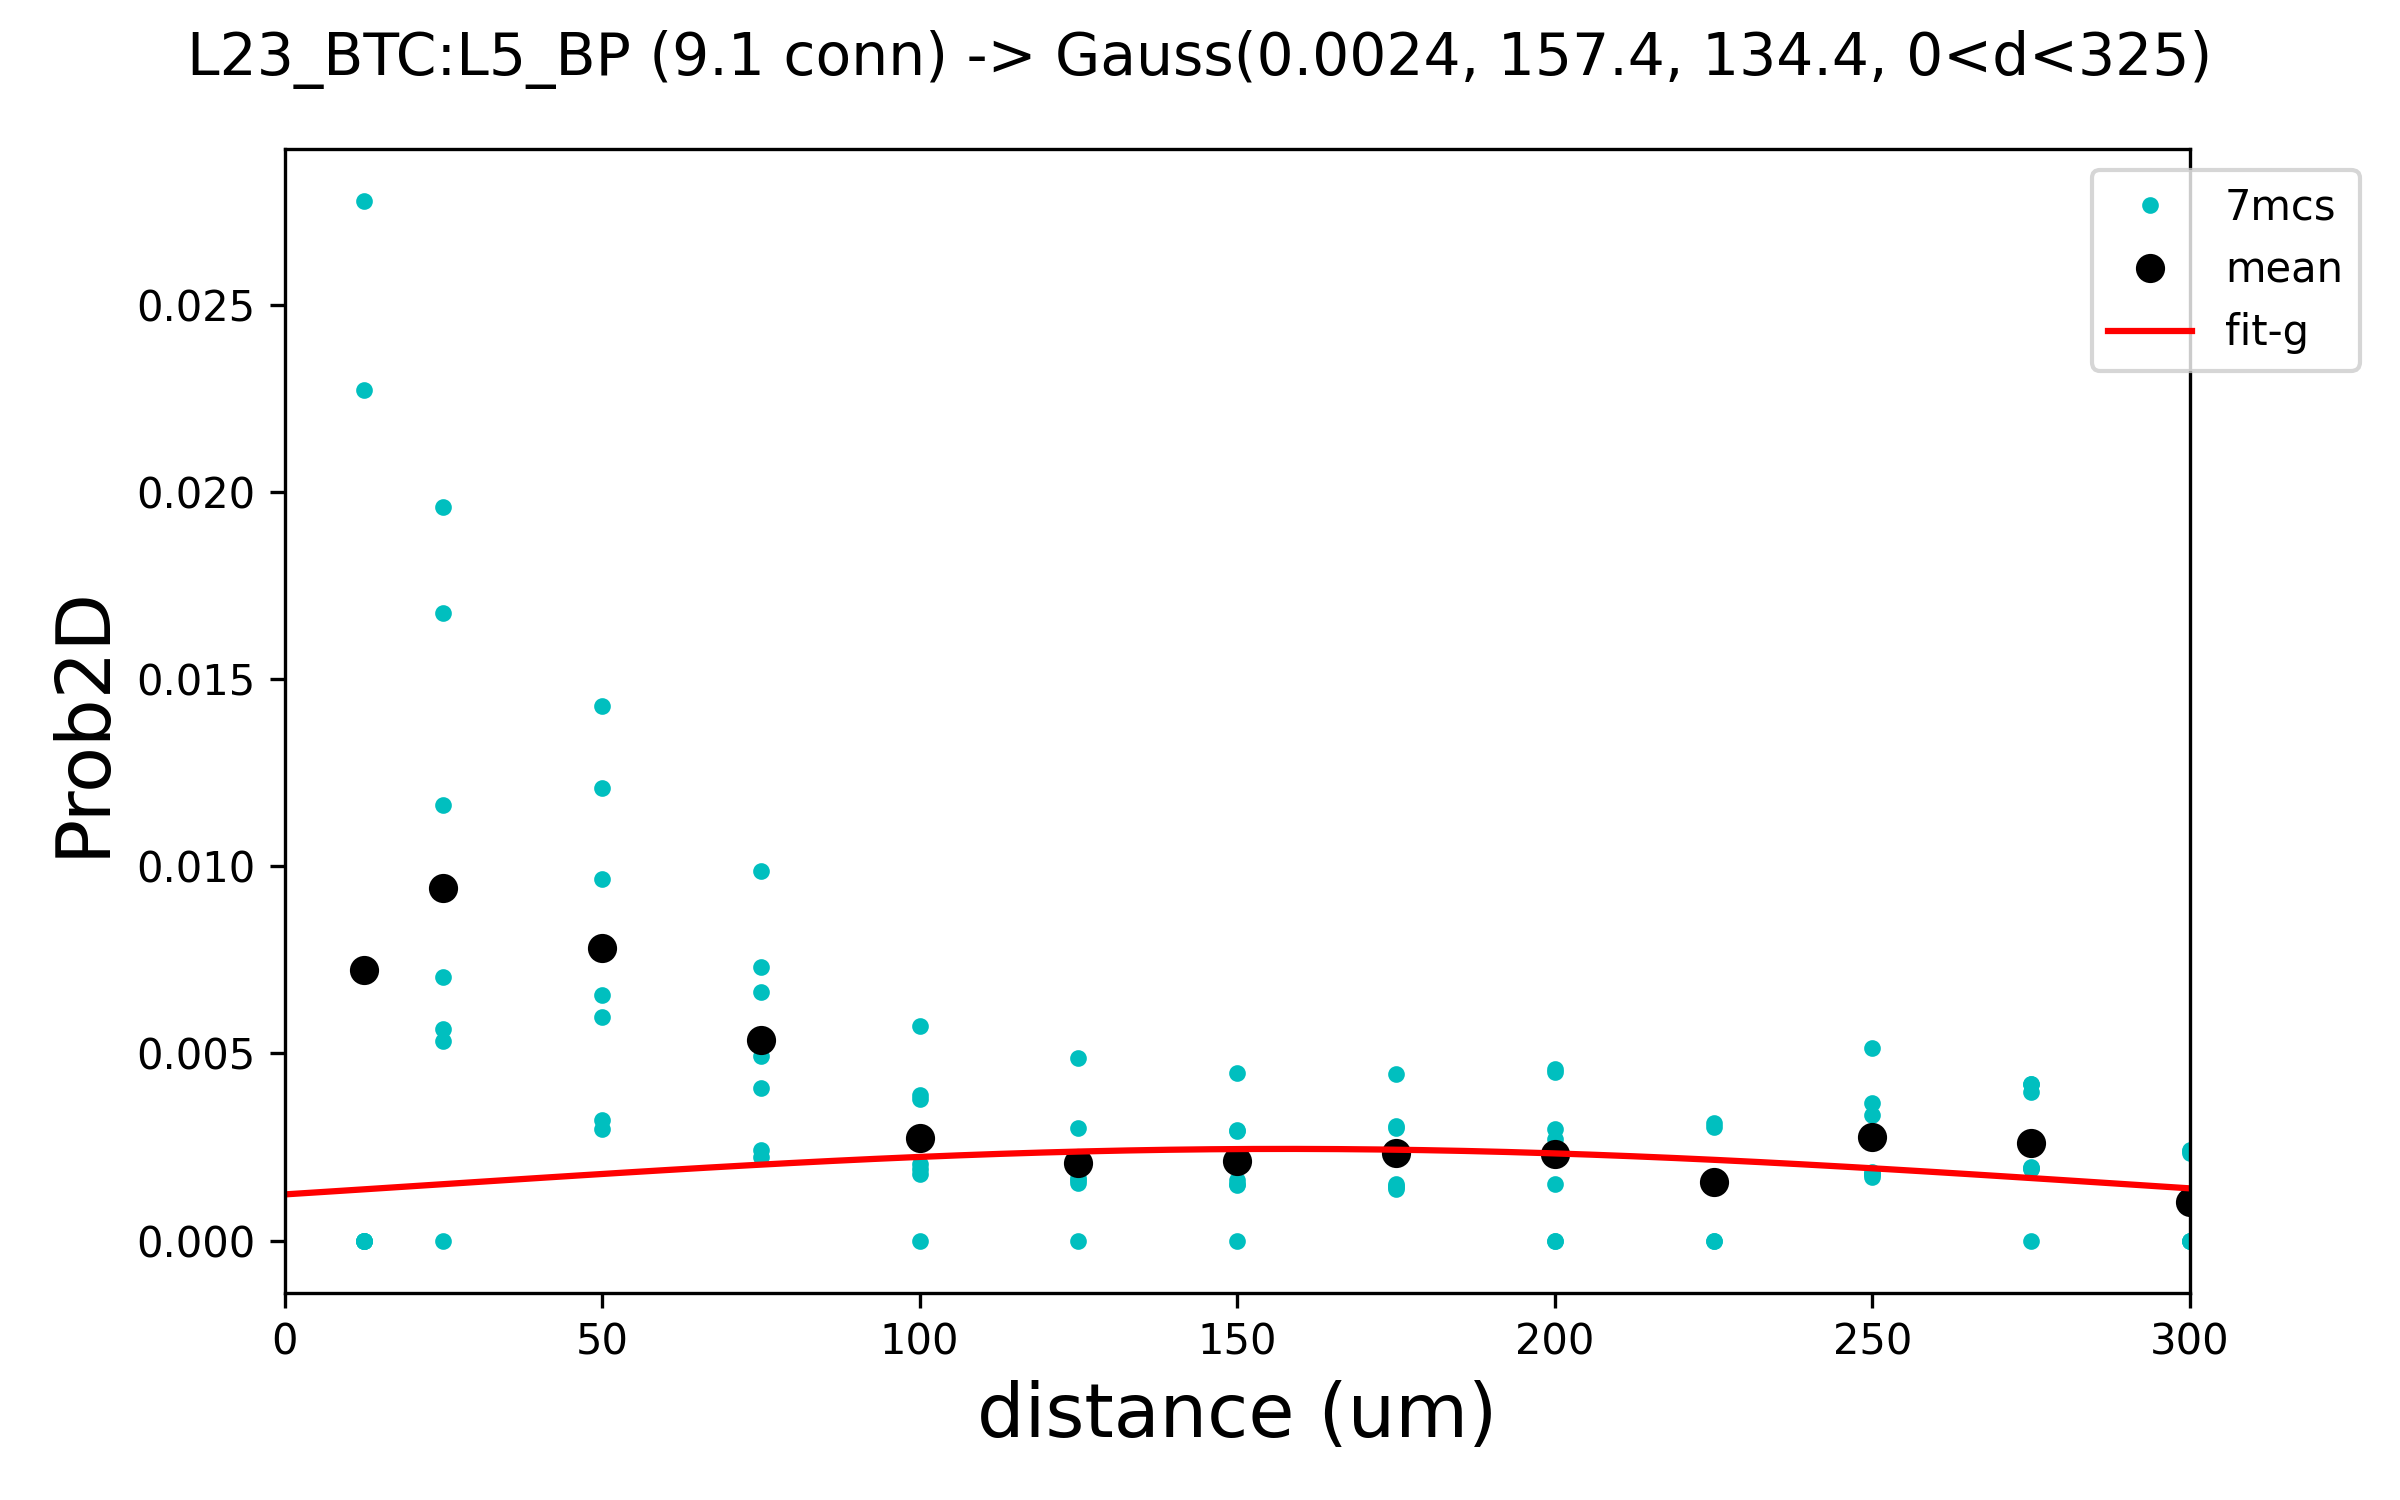 L23_BTC:L5_BP (9.1 conn) -> Gauss(0.0024, 157.4, 134.4, 0<d<325)
7mcs
mean
fit-g
0.025
0.020
0.015
0.010
0.005
0.000
Prob2D
0 50 100 150 200 250 300
distance (um)